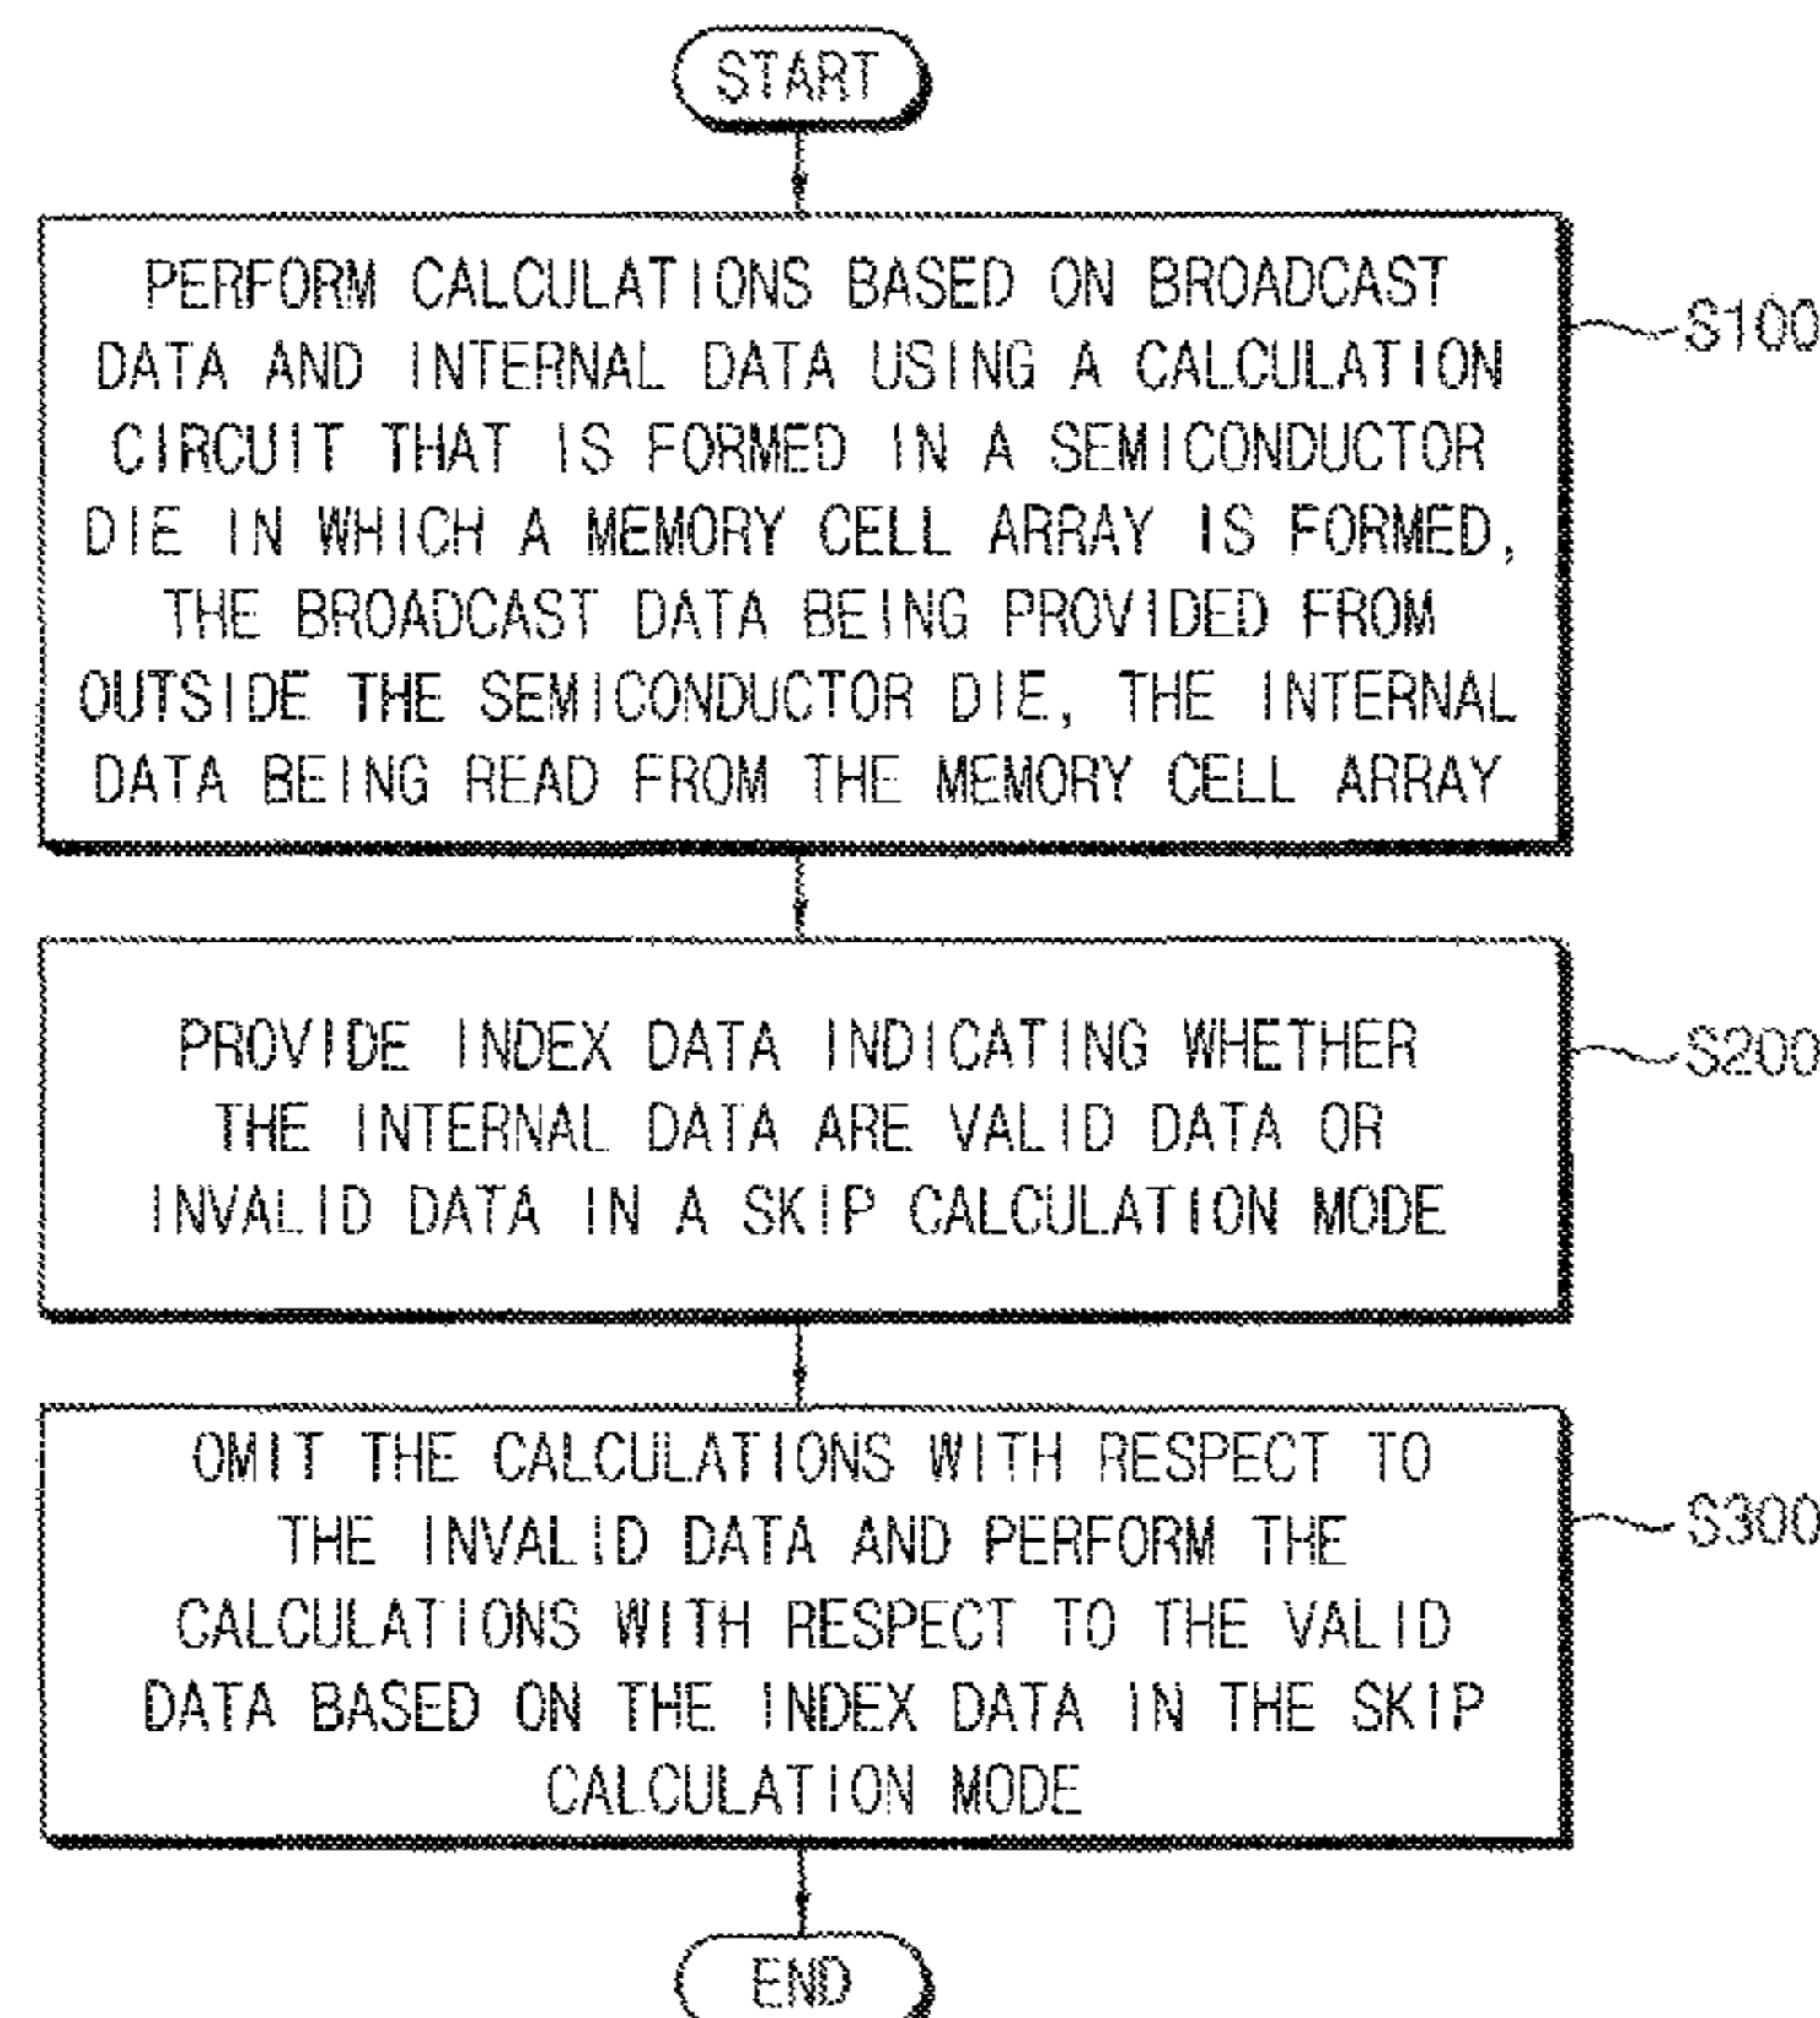 START
PERFORM CALCULATIONS BASED ON BROADCAST
DATA AND INTERNAL DATA USING A CALCULATION
CIRCUIT THAT IS FORMED IN A SEMICONDUCTOR
DIE IN WHICH A MEMORY CELL ARRAY IS FORMED,
THE BROADCAST DATA BEING PROVIDED FROM
OUTSIDE THE SEMICONDUCTOR DIE, THE INTERNAL
DATA BEING READ FROM THE MEMORY CELL ARRAY
S100
PROVIDE INDEX DATA INDICATING WHETHER
THE INTERNAL DATA ARE VALID DATA OR
INVALID DATA IN A SKIP CALCULATION MODE
S200
OMIT THE CALCULATIONS WITH RESPECT TO
THE INVALID DATA AND PERFORM THE
CALCULATIONS WITH RESPECT TO THE VALID
DATA BASED ON THE INDEX DATA IN THE SKIP
CALCULATION MODE
S300
END